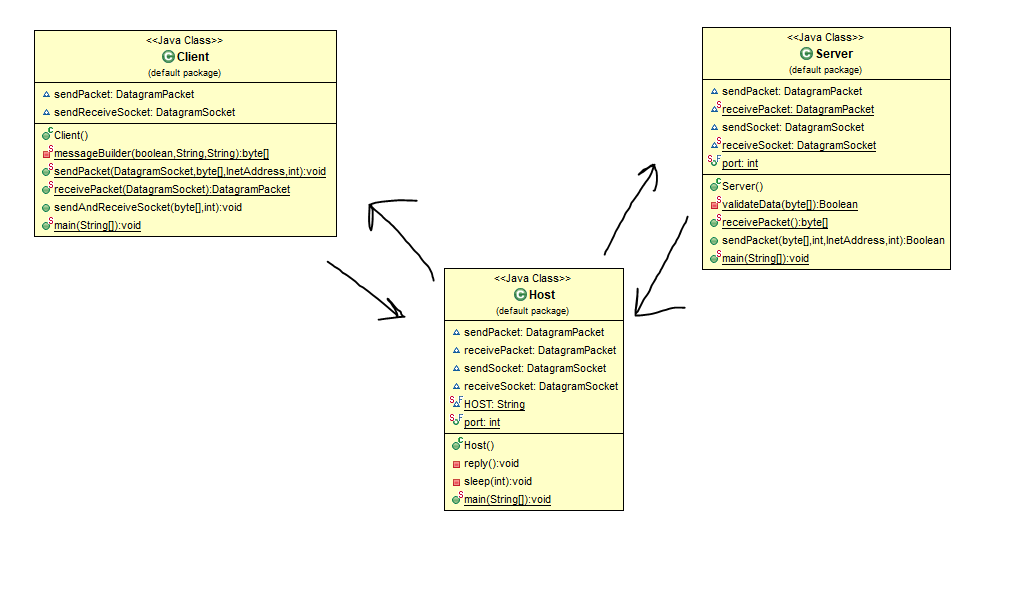 <<Java Class>>
Client
(default package)
sendPacket: DatagramPacket
sendReceiveSocket: DatagramSocket
Client()
messageBuilder(boolean,String,String):byte[]
sendPacket(DatagramSocket,byte[],InetAddress,int):void
receivePacket(DatagramSocket):DatagramPacket
sendAndReceiveSocket(byte[],int):void
main(String[]):void
<<Java Class>>
Server
(default package)
sendPacket: DatagramPacket
receivePacket: DatagramPacket
sendSocket: DatagramSocket
receiveSocket: DatagramSocket
port: int
Server()
validateData(byte[]):Boolean
receivePacket():byte[]
sendPacket(byte[],int,InetAddress,int):Boolean
main(String[]):void
<<Java Class>>
Host
(default package)
sendPacket: DatagramPacket
receivePacket: DatagramPacket
sendSocket: DatagramSocket
receiveSocket: DatagramSocket
HOST: String
port: int
Host()
reply():void
sleep(int):void
main(String[]):void